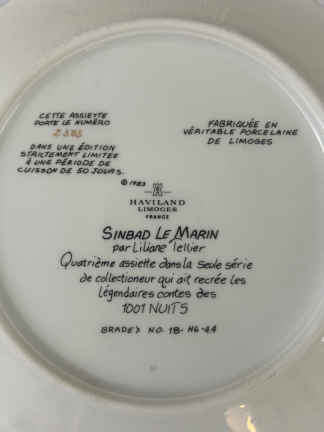 CETTE ASSIETTE
PORTE LE NUMÉRO
DANS UNE ÉDITION
STRICTEMENT LIMITÉE
À UNE PÉRIODE DE
CUISSON DE 50 JOURS.
FABRIQUÉE EN
VÉRITABLE PORCELAINE
DE LIMOGES
© 1983
HAVILAND
LIMOGES
FRANCE
SINBAD LE MARIN
par Liliane Tellier
Quatrième assiette dans la seule série
de collectionneur qui ait recrée les
légendaires contes des
1001 NUITS
BRADEX NO. 18-H6-4.4